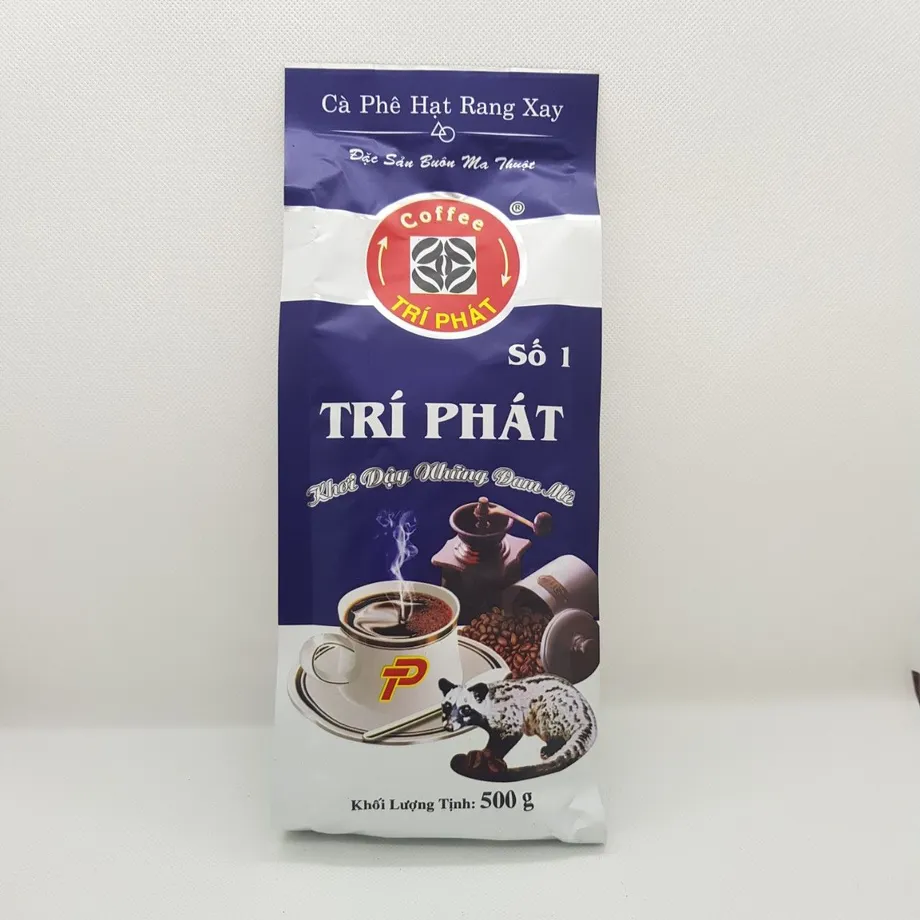 Cà Phê Hạt Rang Xay
Đặc Sản Buôn Ma Thuột
Coffee ®
TRÍ PHÁT
Số 1
TRÍ PHÁT
Khơi Dậy Những Đam Mê
TP
Khối Lượng Tịnh: 500 g